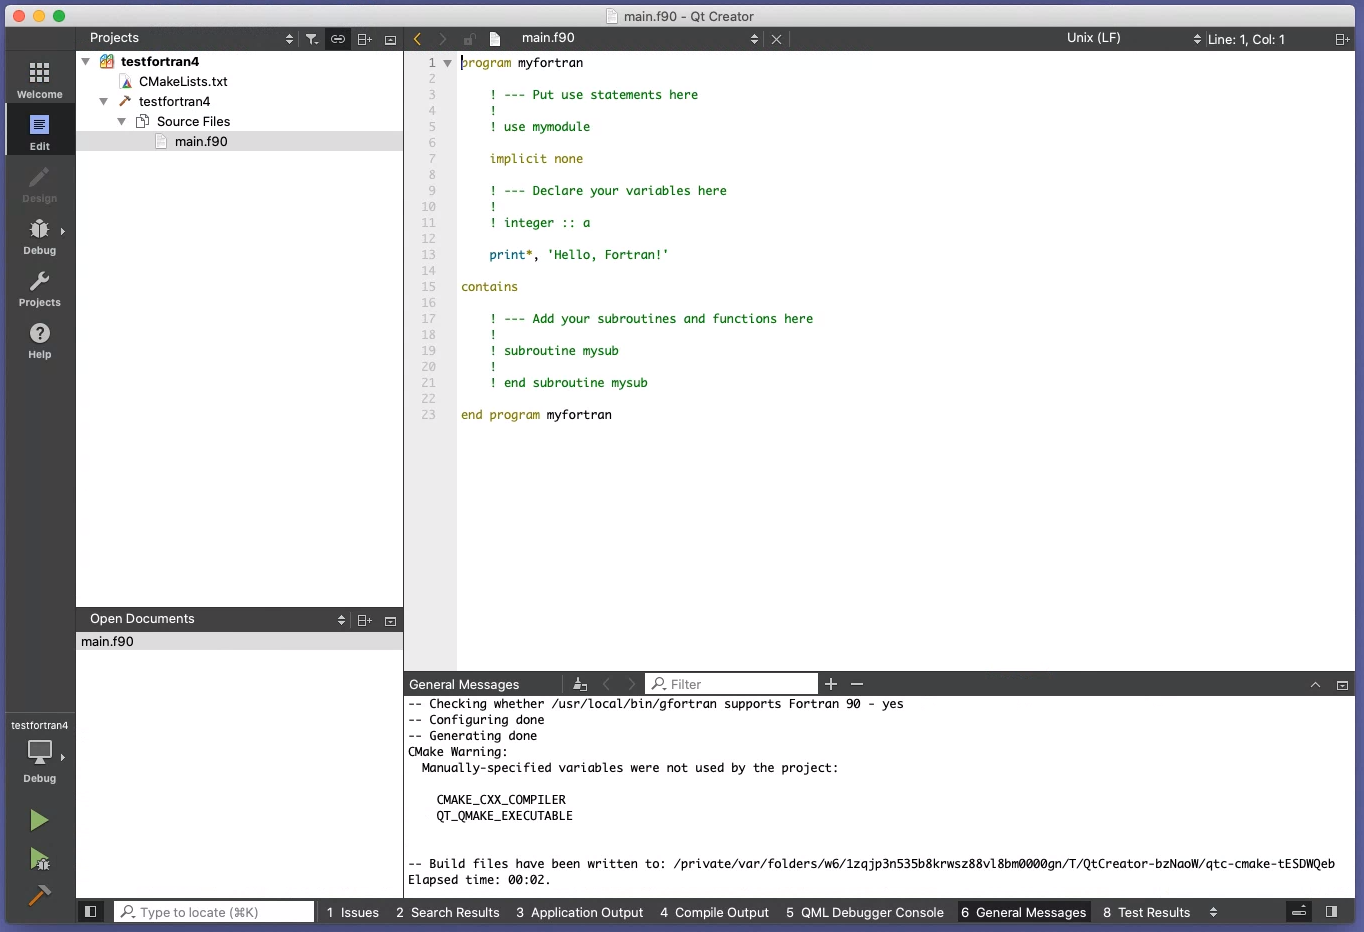 main.f90 - Qt Creator
Projects
main.f90
Unix (LF)
Line: 1, Col: 1
Welcome
Edit
Design
Debug
Projects
Help
testfortran4
CMakeLists.txt
testfortran4
Source Files
main.f90
1 program myfortran
2
3 ! --- Put use statements here
4 !
5 ! use mymodule
6
7 implicit none
8
9 ! --- Declare your variables here
10 !
11 ! integer :: a
12
13 print*, 'Hello, Fortran!'
14
15 contains
16
17 ! --- Add your subroutines and functions here
18 !
19 ! subroutine mysub
20 !
21 ! end subroutine mysub
22
23 end program myfortran
Open Documents
main.f90
General Messages
Filter
-- Checking whether /usr/local/bin/gfortran supports Fortran 90 - yes
-- Configuring done
-- Generating done
CMake Warning:
Manually-specified variables were not used by the project:
CMAKE_CXX_COMPILER
QT_QMAKE_EXECUTABLE
-- Build files have been written to: /private/var/folders/w6/1zqjp3n535b8krwsz88vl8bm0000gn/T/QtCreator-bzNaoW/qtc-cmake-tESDWQeb
Elapsed time: 00:02.
testfortran4
Debug
Type to locate (⌘K)
1 Issues
2 Search Results
3 Application Output
4 Compile Output
5 QML Debugger Console
6 General Messages
8 Test Results